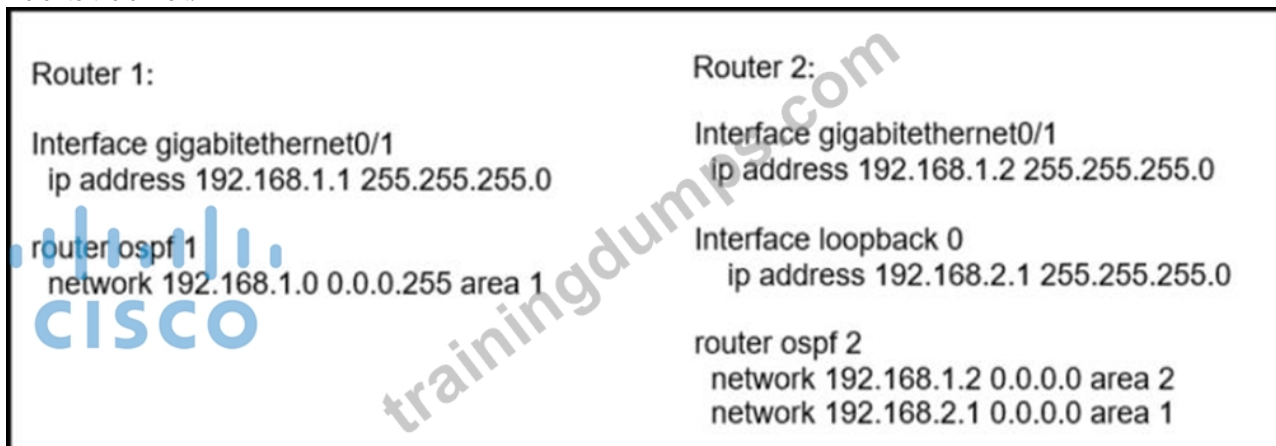 Router 1:
Interface gigabitethernet0/1
ip address 192.168.1.1 255.255.255.0
router ospf 1
network 192.168.1.0 0.0.0.255 area 1
CISCO
Router 2:
Interface gigabitethernet0/1
ip address 192.168.1.2 255.255.255.0
Interface loopback 0
ip address 192.168.2.1 255.255.255.0
router ospf 2
network 192.168.1.2 0.0.0.0 area 2
network 192.168.2.1 0.0.0.0 area 1
trainingdumps.com